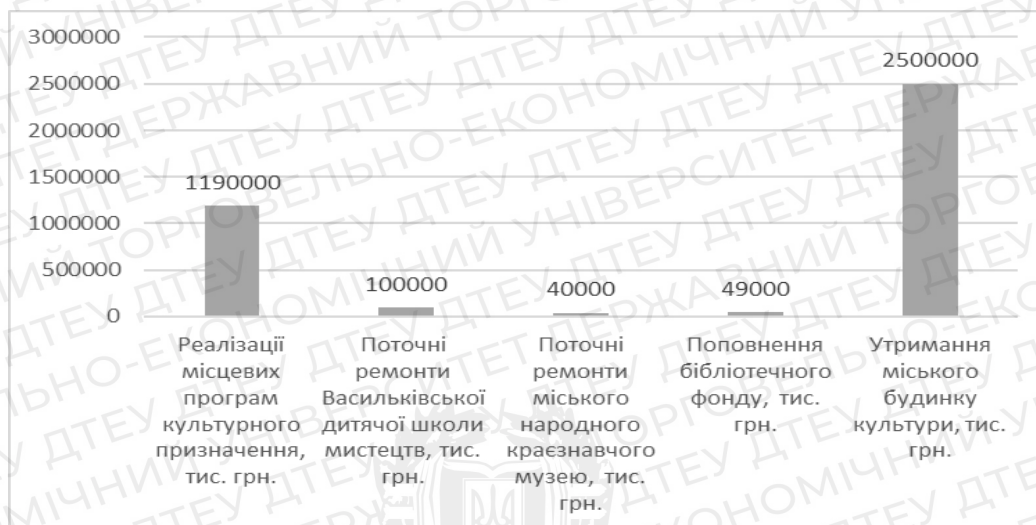 3000000
2500000
2000000
1500000
1000000
500000
0
1190000
100000
40000
49000
2500000
Реалізації
місцевих
програм
культурного
призначення,
тис. грн.
Поточні
ремонти
Васильківської
дитячої школи
мистецтв, тис.
грн.
Поточні
ремонти
міського
народного
краєзнавчого
музею, тис.
грн.
Поповнення
бібліотечного
фонду, тис.
грн.
Утримання
міського
будинку
культури, тис.
грн.